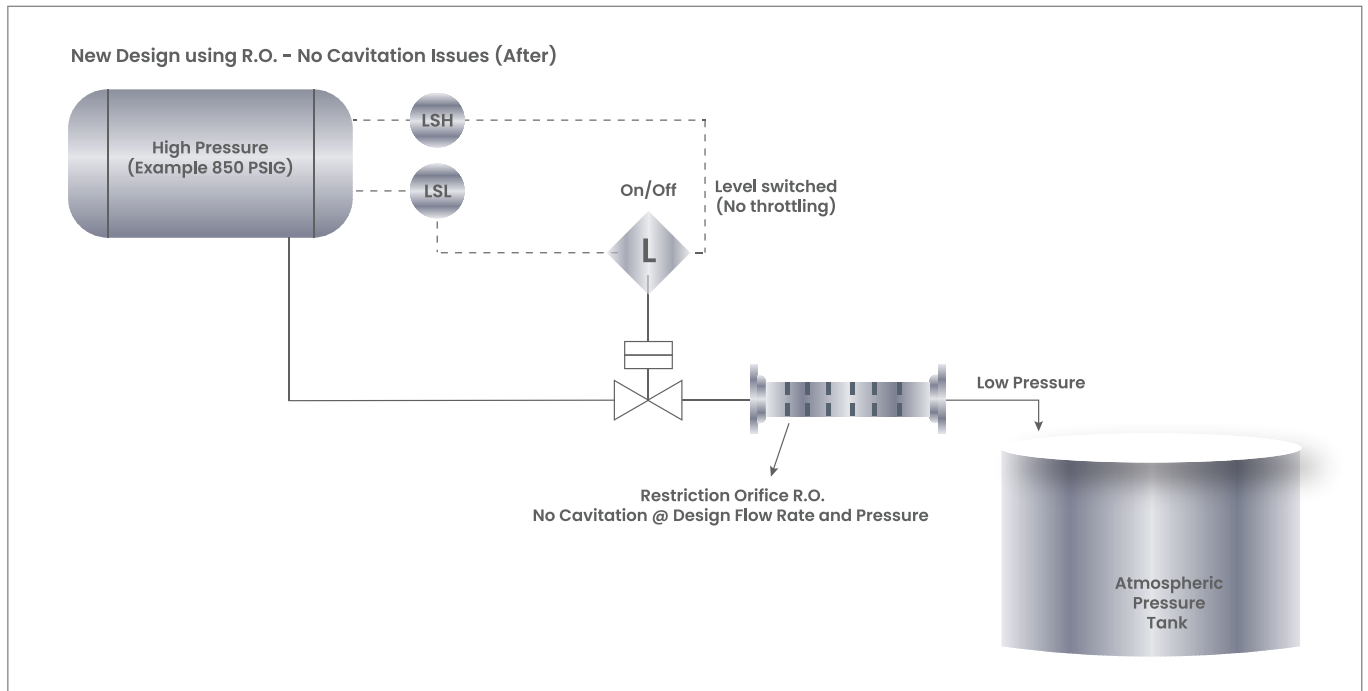 New Design using R.O. - No Cavitation Issues (After)
High Pressure
(Example 850 PSIG)
LSH
LSL
On/Off
Level switched
(No throttling)
L
Low Pressure
Restriction Orifice R.O.
No Cavitation @ Design Flow Rate and Pressure
Atmospheric
Pressure
Tank